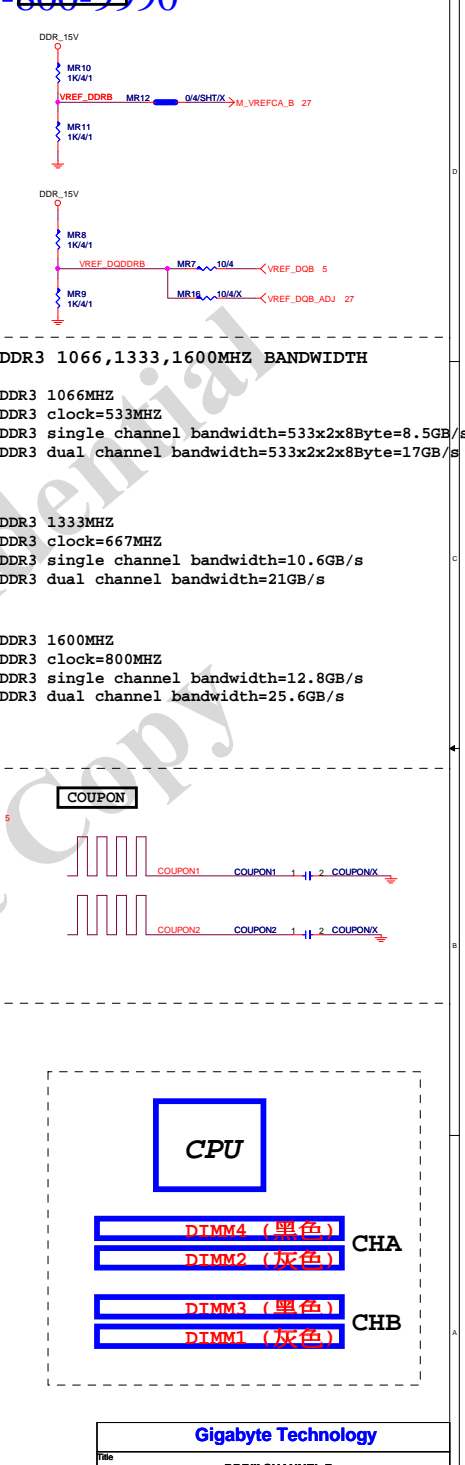 -800-9990
DDR_15V
MR10
1K/4/1
VREF_DDRB MR12 0/4/SHT/X M_VREFCA_B 27
MR11
1K/4/1
DDR_15V
MR8
1K/4/1
VREF_DQDDRB MR7 10/4 VREF_DQB 5
MR9
1K/4/1
MR16 10/4/X VREF_DQB_ADJ 27
D
DDR3 1066,1333,1600MHZ BANDWIDTH
DDR3 1066MHZ
DDR3 clock=533MHZ
DDR3 single channel bandwidth=533x2x8Byte=8.5GB/s
DDR3 dual channel bandwidth=533x2x2x8Byte=17GB/s
DDR3 1333MHZ
DDR3 clock=667MHZ
DDR3 single channel bandwidth=10.6GB/s
DDR3 dual channel bandwidth=21GB/s
C
DDR3 1600MHZ
DDR3 clock=800MHZ
DDR3 single channel bandwidth=12.8GB/s
DDR3 dual channel bandwidth=25.6GB/s
dential
Copy
COUPON
5
COUPON1 COUPON1 1 2 COUPON/X
COUPON2 COUPON2 1 2 COUPON/X
B
CPU
DIMM4 (黑色)
DIMM2 (灰色)
CHA
DIMM3 (黑色)
DIMM1 (灰色)
CHB
A
Gigabyte Technology
Title